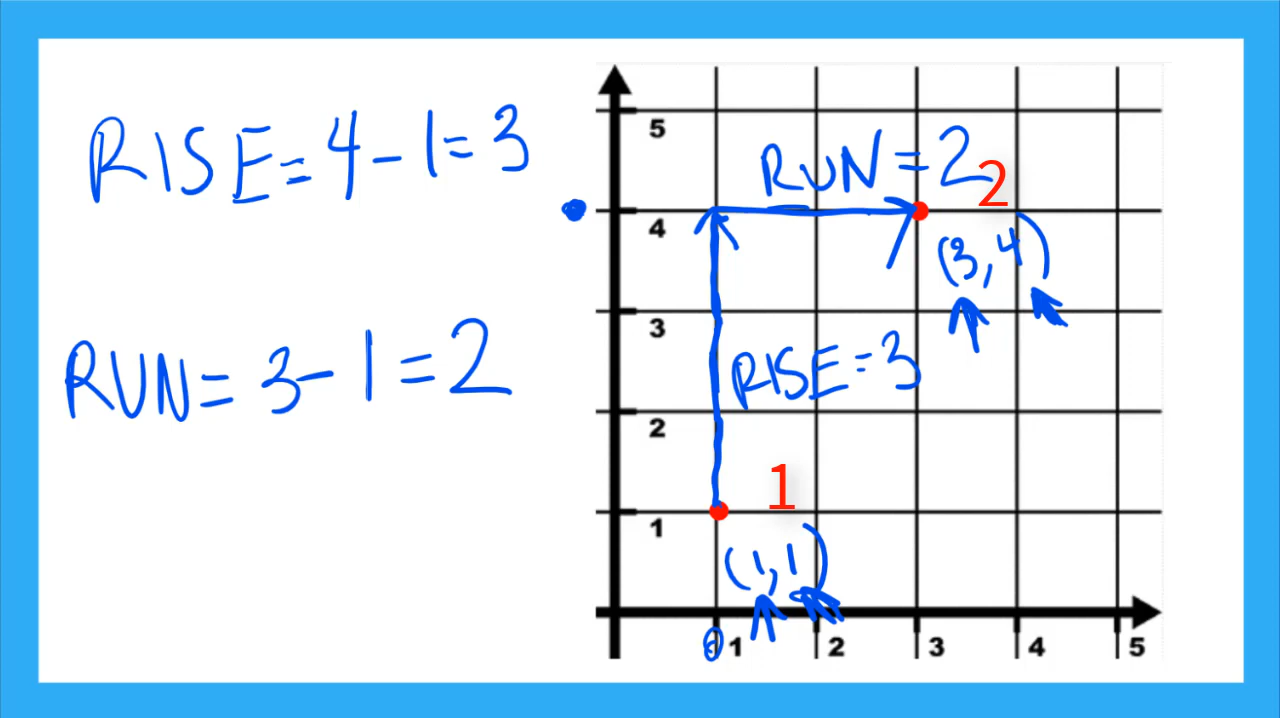 RISE = 4 - 1 = 3
RUN = 3 - 1 = 2
5
RUN = 2
2
4
(3, 4)
3
RISE = 3
2
1
1
(1, 1)
0 1 2 3 4 5